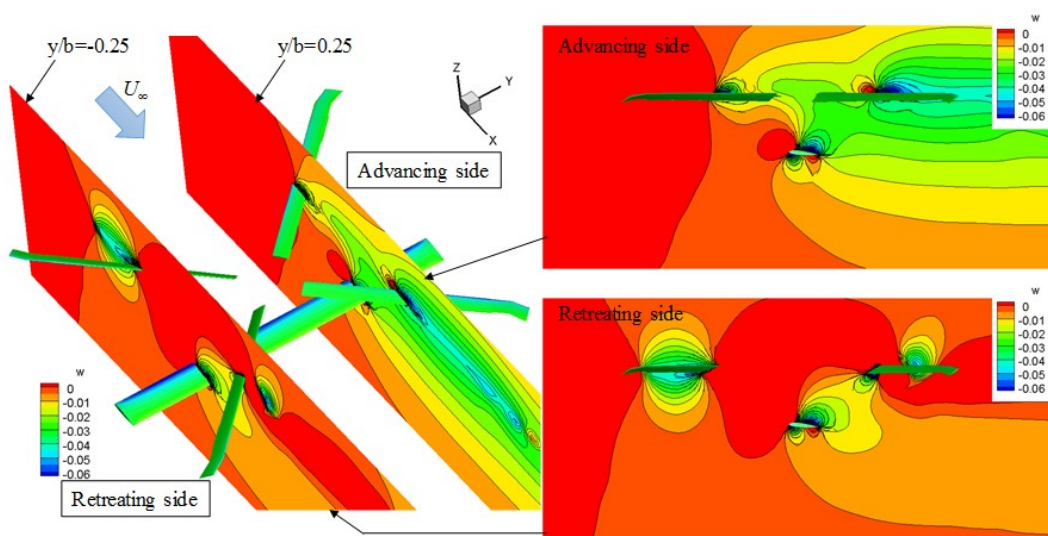 y/b=-0.25
y/b=0.25
U∞
Z
Y
X
Advancing side
w
0
-0.01
-0.02
-0.03
-0.04
-0.05
-0.06
Retreating side
Advancing side
w
0
-0.01
-0.02
-0.03
-0.04
-0.05
-0.06
Retreating side
w
0
-0.01
-0.02
-0.03
-0.04
-0.05
-0.06